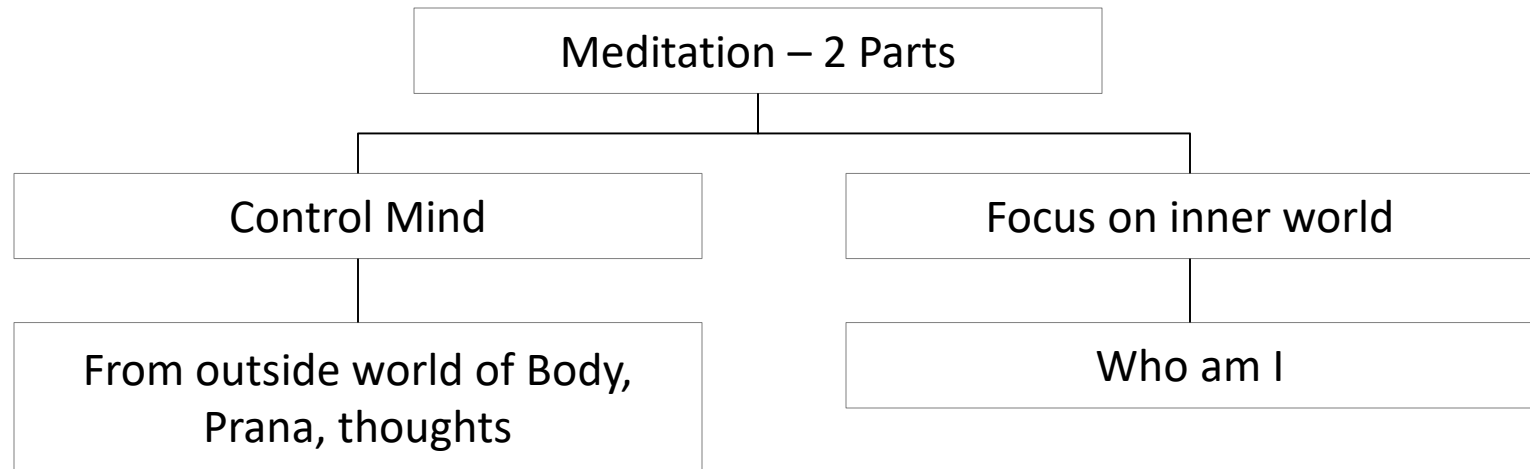 Meditation – 2 Parts
Control Mind
Focus on inner world
From outside world of Body,
Prana, thoughts
Who am I